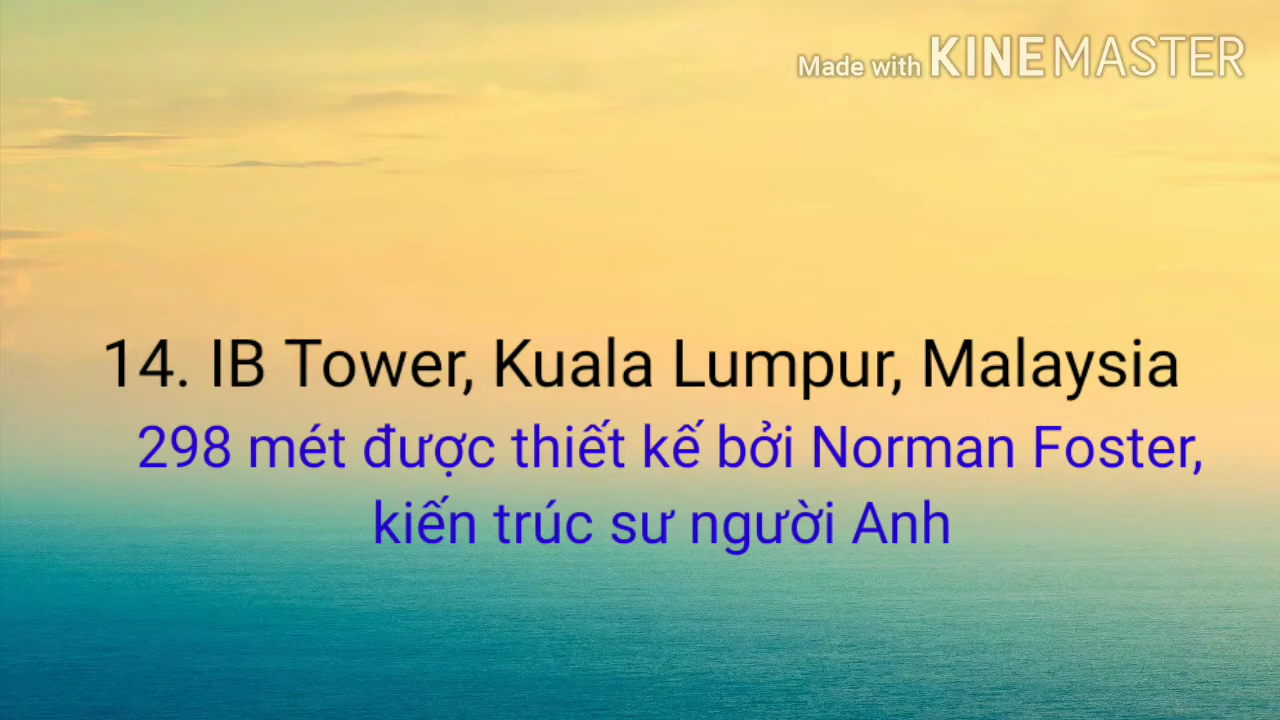 Made with KINEMASTER
14. IB Tower, Kuala Lumpur, Malaysia
298 mét được thiết kế bởi Norman Foster,
kiến trúc sư người Anh